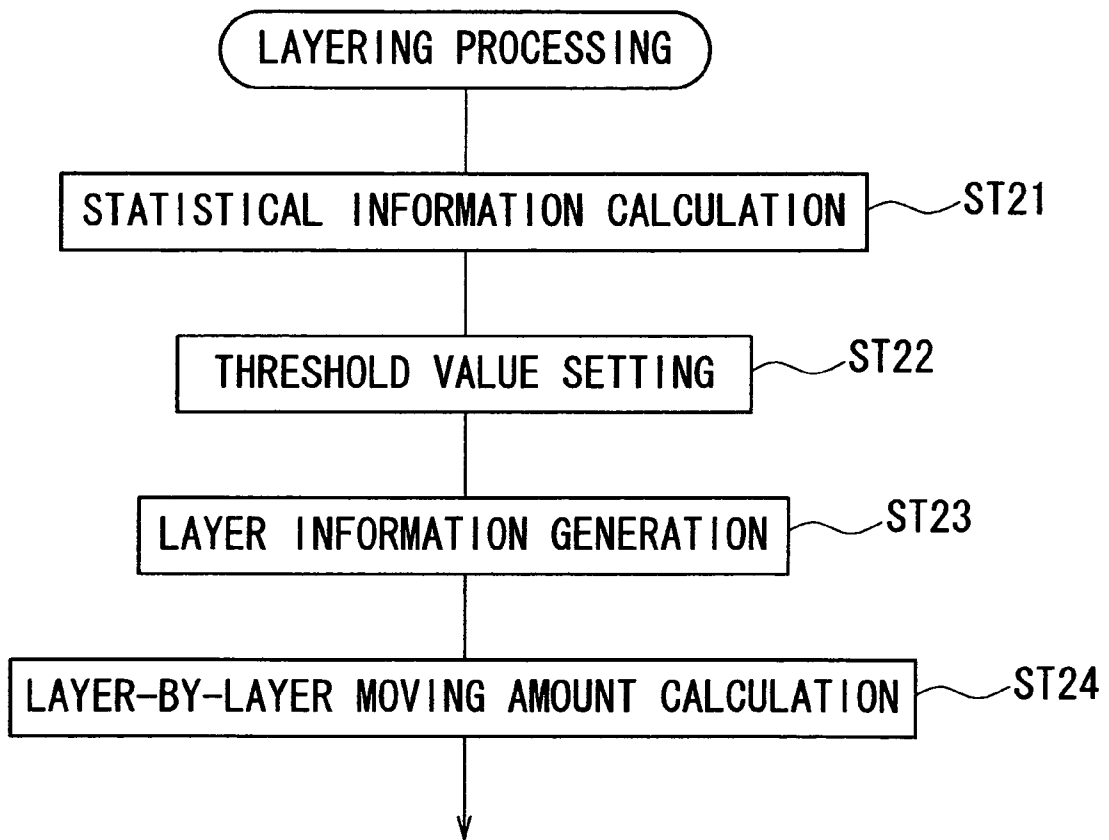 LAYERING PROCESSING
STATISTICAL INFORMATION CALCULATION
ST21
THRESHOLD VALUE SETTING
ST22
LAYER INFORMATION GENERATION
ST23
LAYER-BY-LAYER MOVING AMOUNT CALCULATION
ST24